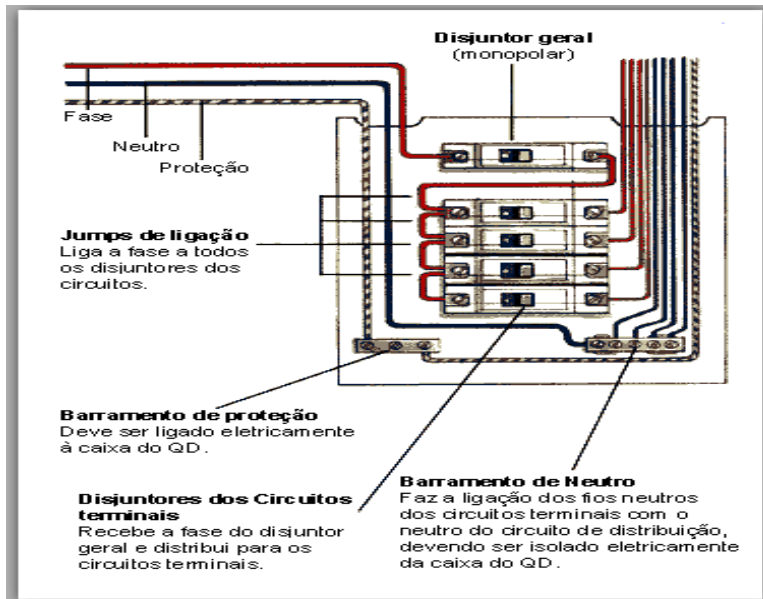 Disjuntor geral
(monopolar)
Fase
Neutro
Proteção
Jumps de ligação
Liga a fase a todos
os disjuntores dos
circuitos.
Barramento de proteção
Deve ser ligado eletricamente
à caixa do QD.
Disjuntores dos Circuitos
terminais
Recebe a fase do disjuntor
geral e distribui para os
circuitos terminais.
Barramento de Neutro
Faz a ligação dos fios neutros
dos circuitos terminais com o
neutro do circuito de distribuição,
devendo ser isolado eletricamente
da caixa do QD.